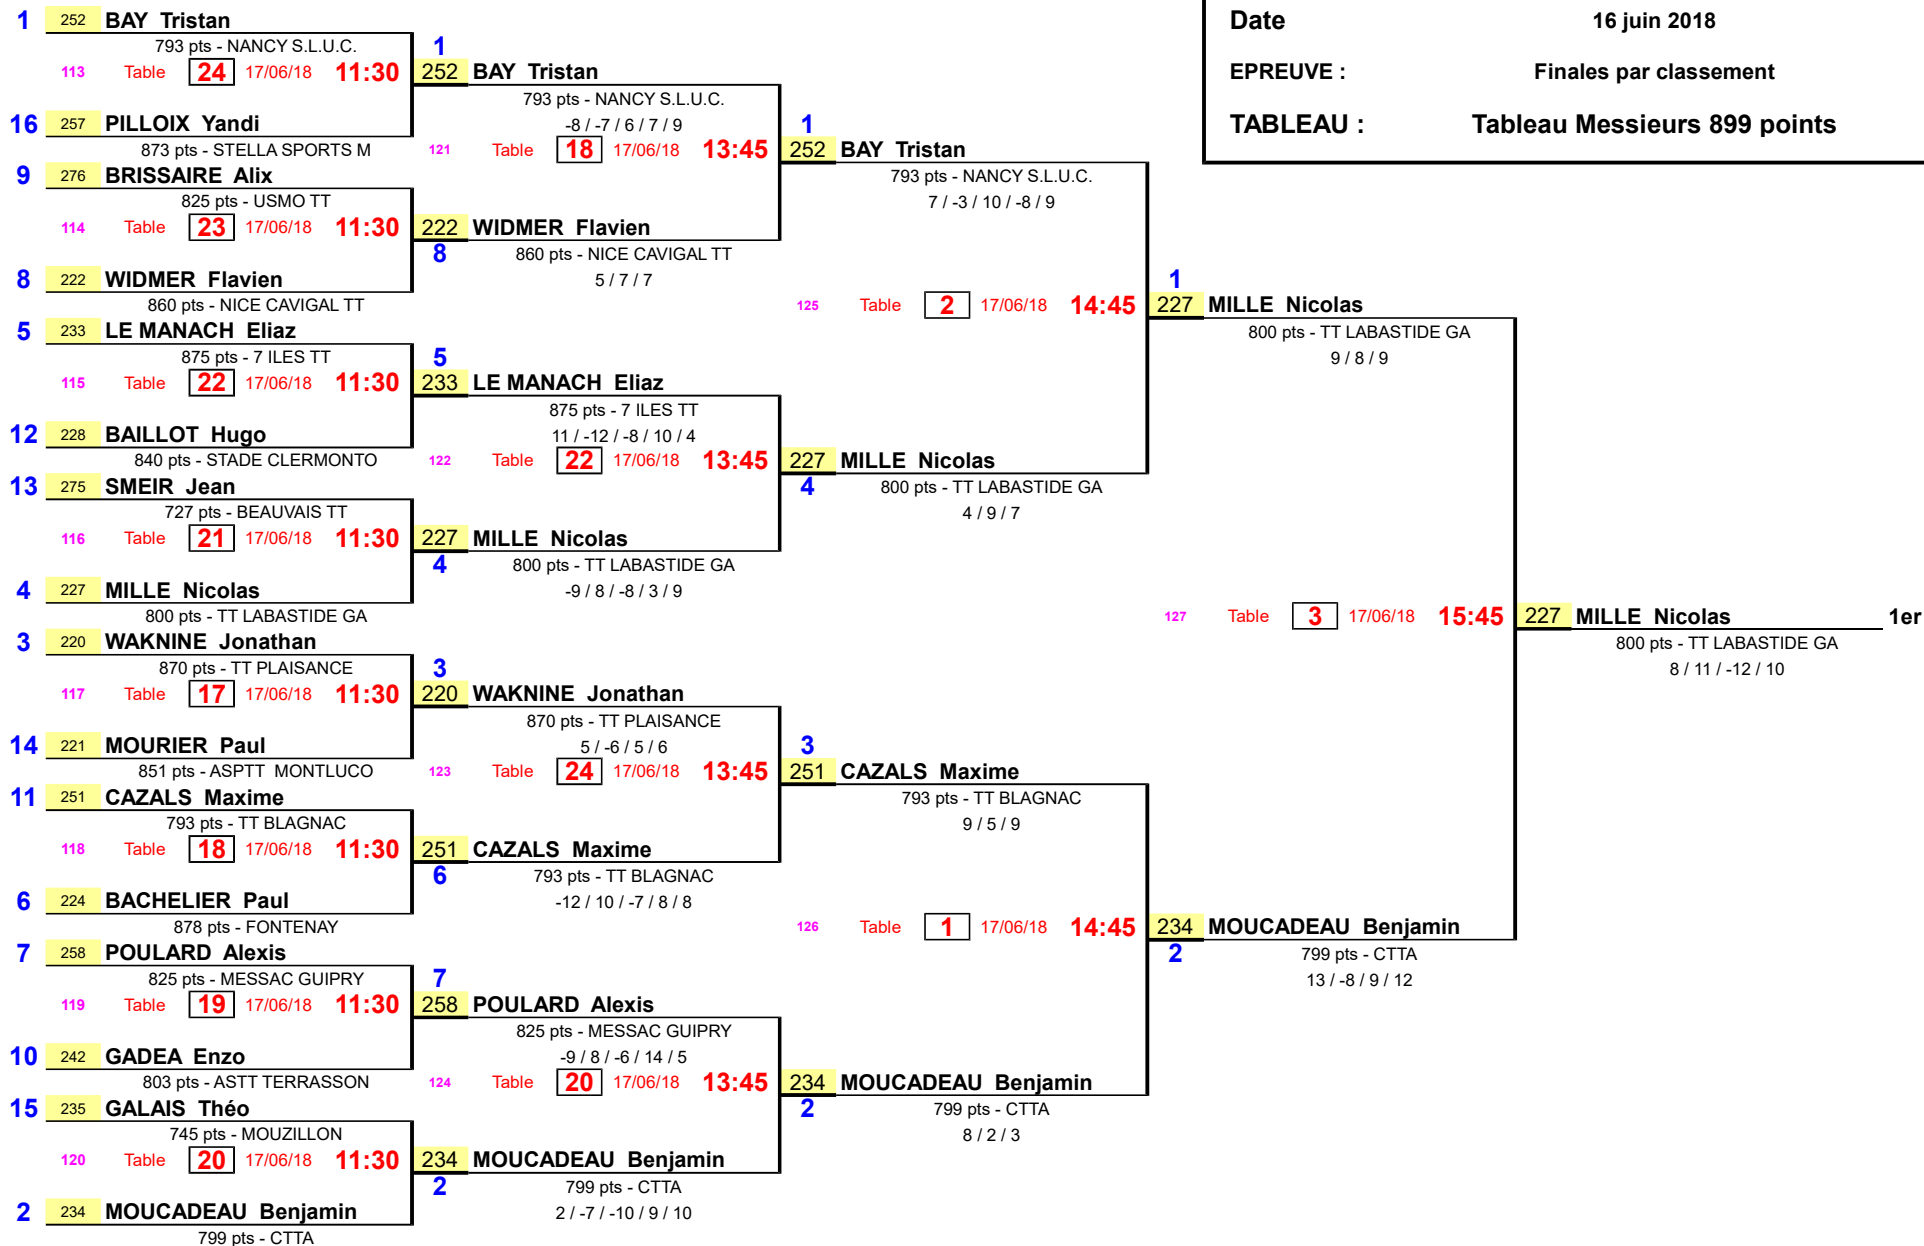 Date 16 juin 2018
EPREUVE : Finales par classement
TABLEAU : Tableau Messieurs 899 points
1 252 BAY Tristan
793 pts - NANCY S.L.U.C.
113 Table 24 17/06/18 11:30
16 257 PILLOIX Yandi
873 pts - STELLA SPORTS M
9 276 BRISSAIRE Alix
825 pts - USMO TT
114 Table 23 17/06/18 11:30
8 222 WIDMER Flavien
860 pts - NICE CAVIGAL TT
5 233 LE MANACH Eliaz
875 pts - 7 ILES TT
115 Table 22 17/06/18 11:30
12 228 BAILLOT Hugo
840 pts - STADE CLERMONTO
13 275 SMEIR Jean
727 pts - BEAUVAIS TT
116 Table 21 17/06/18 11:30
4 227 MILLE Nicolas
800 pts - TT LABASTIDE GA
3 220 WAKNINE Jonathan
870 pts - TT PLAISANCE
117 Table 17 17/06/18 11:30
14 221 MOURIER Paul
851 pts - ASPTT MONTLUCO
11 251 CAZALS Maxime
793 pts - TT BLAGNAC
118 Table 18 17/06/18 11:30
6 224 BACHELIER Paul
878 pts - FONTENAY
7 258 POULARD Alexis
825 pts - MESSAC GUIPRY
119 Table 19 17/06/18 11:30
10 242 GADEA Enzo
803 pts - ASTT TERRASSON
15 235 GALAIS Théo
745 pts - MOUZILLON
120 Table 20 17/06/18 11:30
2 234 MOUCADEAU Benjamin
799 pts - CTTA
1
252 BAY Tristan
793 pts - NANCY S.L.U.C.
-8 / -7 / 6 / 7 / 9
121 Table 18 17/06/18 13:45
222 WIDMER Flavien
8
860 pts - NICE CAVIGAL TT
5 / 7 / 7
5
233 LE MANACH Eliaz
875 pts - 7 ILES TT
11 / -12 / -8 / 10 / 4
122 Table 22 17/06/18 13:45
227 MILLE Nicolas
4
800 pts - TT LABASTIDE GA
-9 / 8 / -8 / 3 / 9
3
220 WAKNINE Jonathan
870 pts - TT PLAISANCE
5 / -6 / 5 / 6
123 Table 24 17/06/18 13:45
251 CAZALS Maxime
6
793 pts - TT BLAGNAC
-12 / 10 / -7 / 8 / 8
7
258 POULARD Alexis
825 pts - MESSAC GUIPRY
-9 / 8 / -6 / 14 / 5
124 Table 20 17/06/18 13:45
234 MOUCADEAU Benjamin
2
799 pts - CTTA
2 / -7 / -10 / 9 / 10
1
252 BAY Tristan
793 pts - NANCY S.L.U.C.
7 / -3 / 10 / -8 / 9
125 Table 2 17/06/18 14:45
227 MILLE Nicolas
4
800 pts - TT LABASTIDE GA
4 / 9 / 7
3
251 CAZALS Maxime
793 pts - TT BLAGNAC
9 / 5 / 9
126 Table 1 17/06/18 14:45
234 MOUCADEAU Benjamin
2
799 pts - CTTA
8 / 2 / 3
1
227 MILLE Nicolas
800 pts - TT LABASTIDE GA
9 / 8 / 9
127 Table 3 17/06/18 15:45
234 MOUCADEAU Benjamin
2
799 pts - CTTA
13 / -8 / 9 / 12
227 MILLE Nicolas 1er
800 pts - TT LABASTIDE GA
8 / 11 / -12 / 10